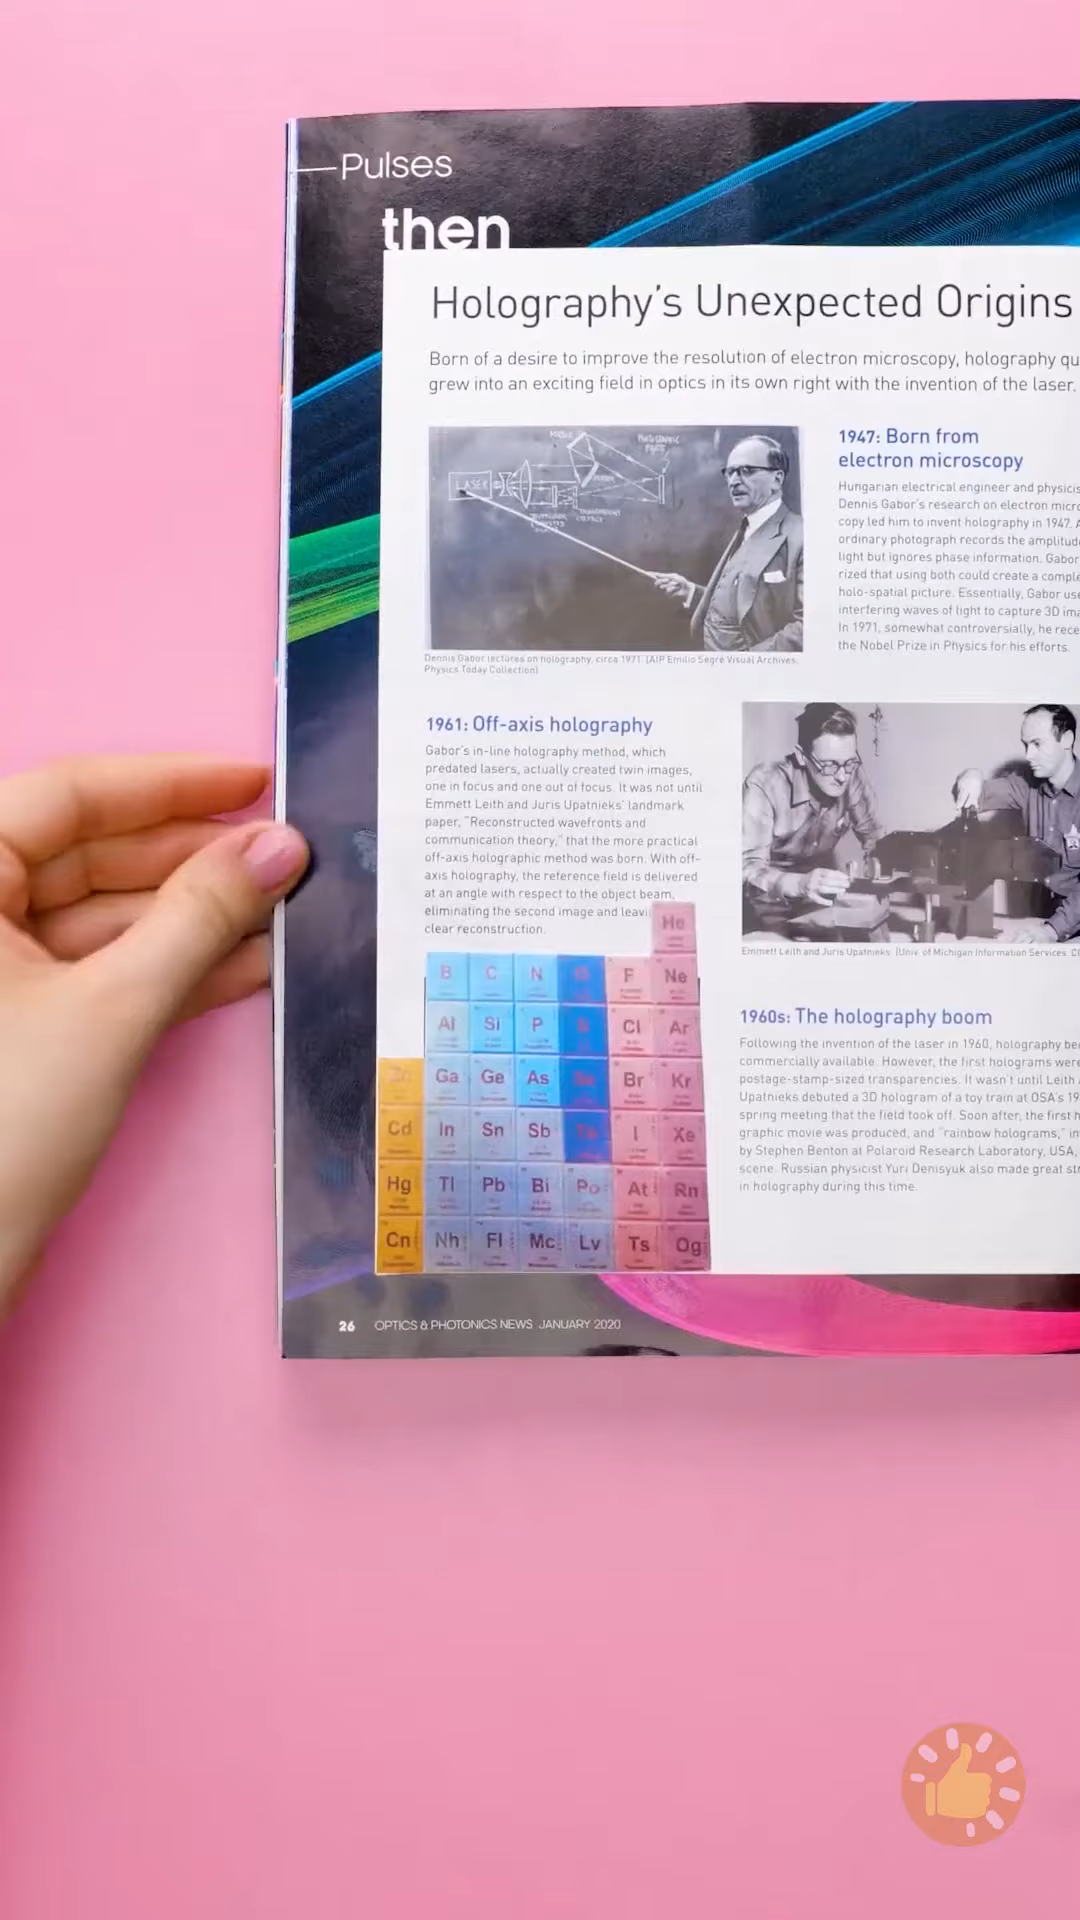 Pulses
then
Holography's Unexpected Origins
Born of a desire to improve the resolution of electron microscopy, holography qu
grew into an exciting field in optics in its own right with the invention of the laser.
LASER
Dennis Gabor lectures on holography, circa 1971. [AIP Emilio Segrè Visual Archives,
Physics Today Collection]
1947: Born from
electron microscopy
Hungarian electrical engineer and physicis
Dennis Gabor's research on electron micro
copy led him to invent holography in 1947. A
ordinary photograph records the amplitude
light but ignores phase information. Gabor
rized that using both could create a comple
holo-spatial picture. Essentially, Gabor use
interfering waves of light to capture 3D ima
In 1971, somewhat controversially, he rece
the Nobel Prize in Physics for his efforts.
1961: Off-axis holography
Gabor's in-line holography method, which
predated lasers, actually created twin images,
one in focus and one out of focus. It was not until
Emmett Leith and Juris Upatnieks' landmark
paper, "Reconstructed wavefronts and
communication theory," that the more practical
off-axis holographic method was born. With off-
axis holography, the reference field is delivered
at an angle with respect to the object beam,
eliminating the second image and leavi
clear reconstruction.
Emmett Leith and Juris Upatnieks. [Univ. of Michigan Information Services
1960s: The holography boom
Following the invention of the laser in 1960, holography be
commercially available. However, the first holograms were
postage-stamp-sized transparencies. It wasn't until Leith
Upatnieks debuted a 3D hologram of a toy train at OSA's 19
spring meeting that the field took off. Soon after, the first h
graphic movie was produced, and "rainbow holograms," in
by Stephen Benton at Polaroid Research Laboratory, USA,
scene. Russian physicist Yuri Denisyuk also made great st
in holography during this time.
He
B C N F Ne
Al Si P S Cl Ar
Zn Ga Ge As Se Br Kr
Cd In Sn Sb Te I Xe
Hg Tl Pb Bi Po At Rn
Cn Nh Fl Mc Lv Ts Og
26 OPTICS & PHOTONICS NEWS JANUARY 2020